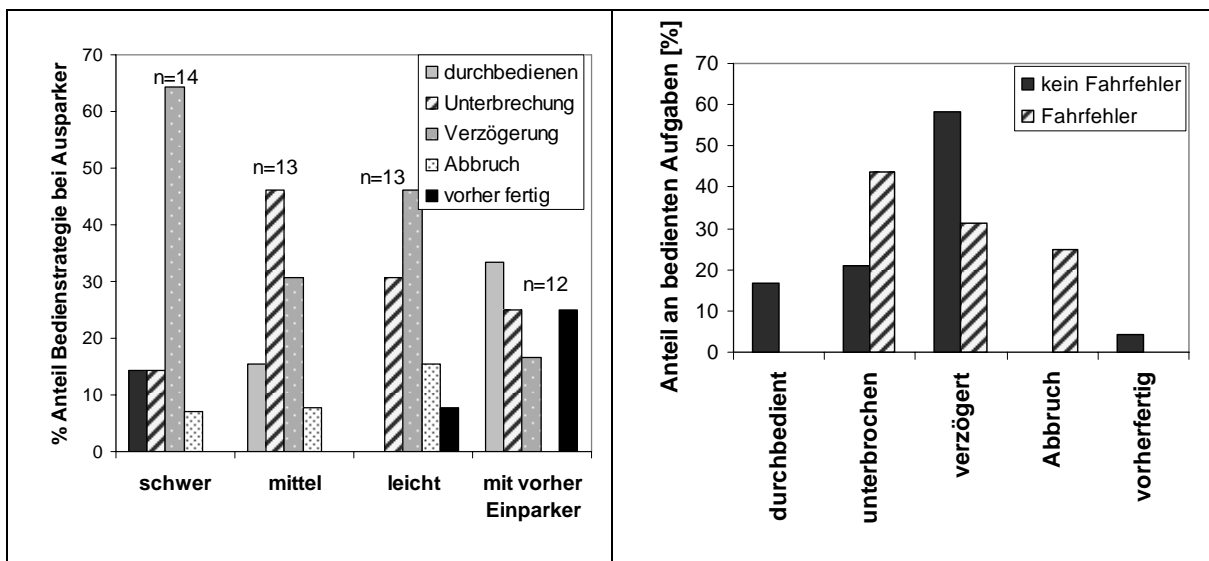 % Anteil Bedienstrategie bei Ausparker
70
60
50
40
30
20
10
0
n=14
n=13
n=13
n=12
durchbedienen
Unterbrechung
Verzögerung
Abbruch
vorher fertig
schwer
mittel
leicht
mit vorher
Einparker
Anteil an bedienten Aufgaben [%]
70
60
50
40
30
20
10
0
kein Fahrfehler
Fahrfehler
durchbedient
unterbrochen
verzögert
Abbruch
vorherfertig